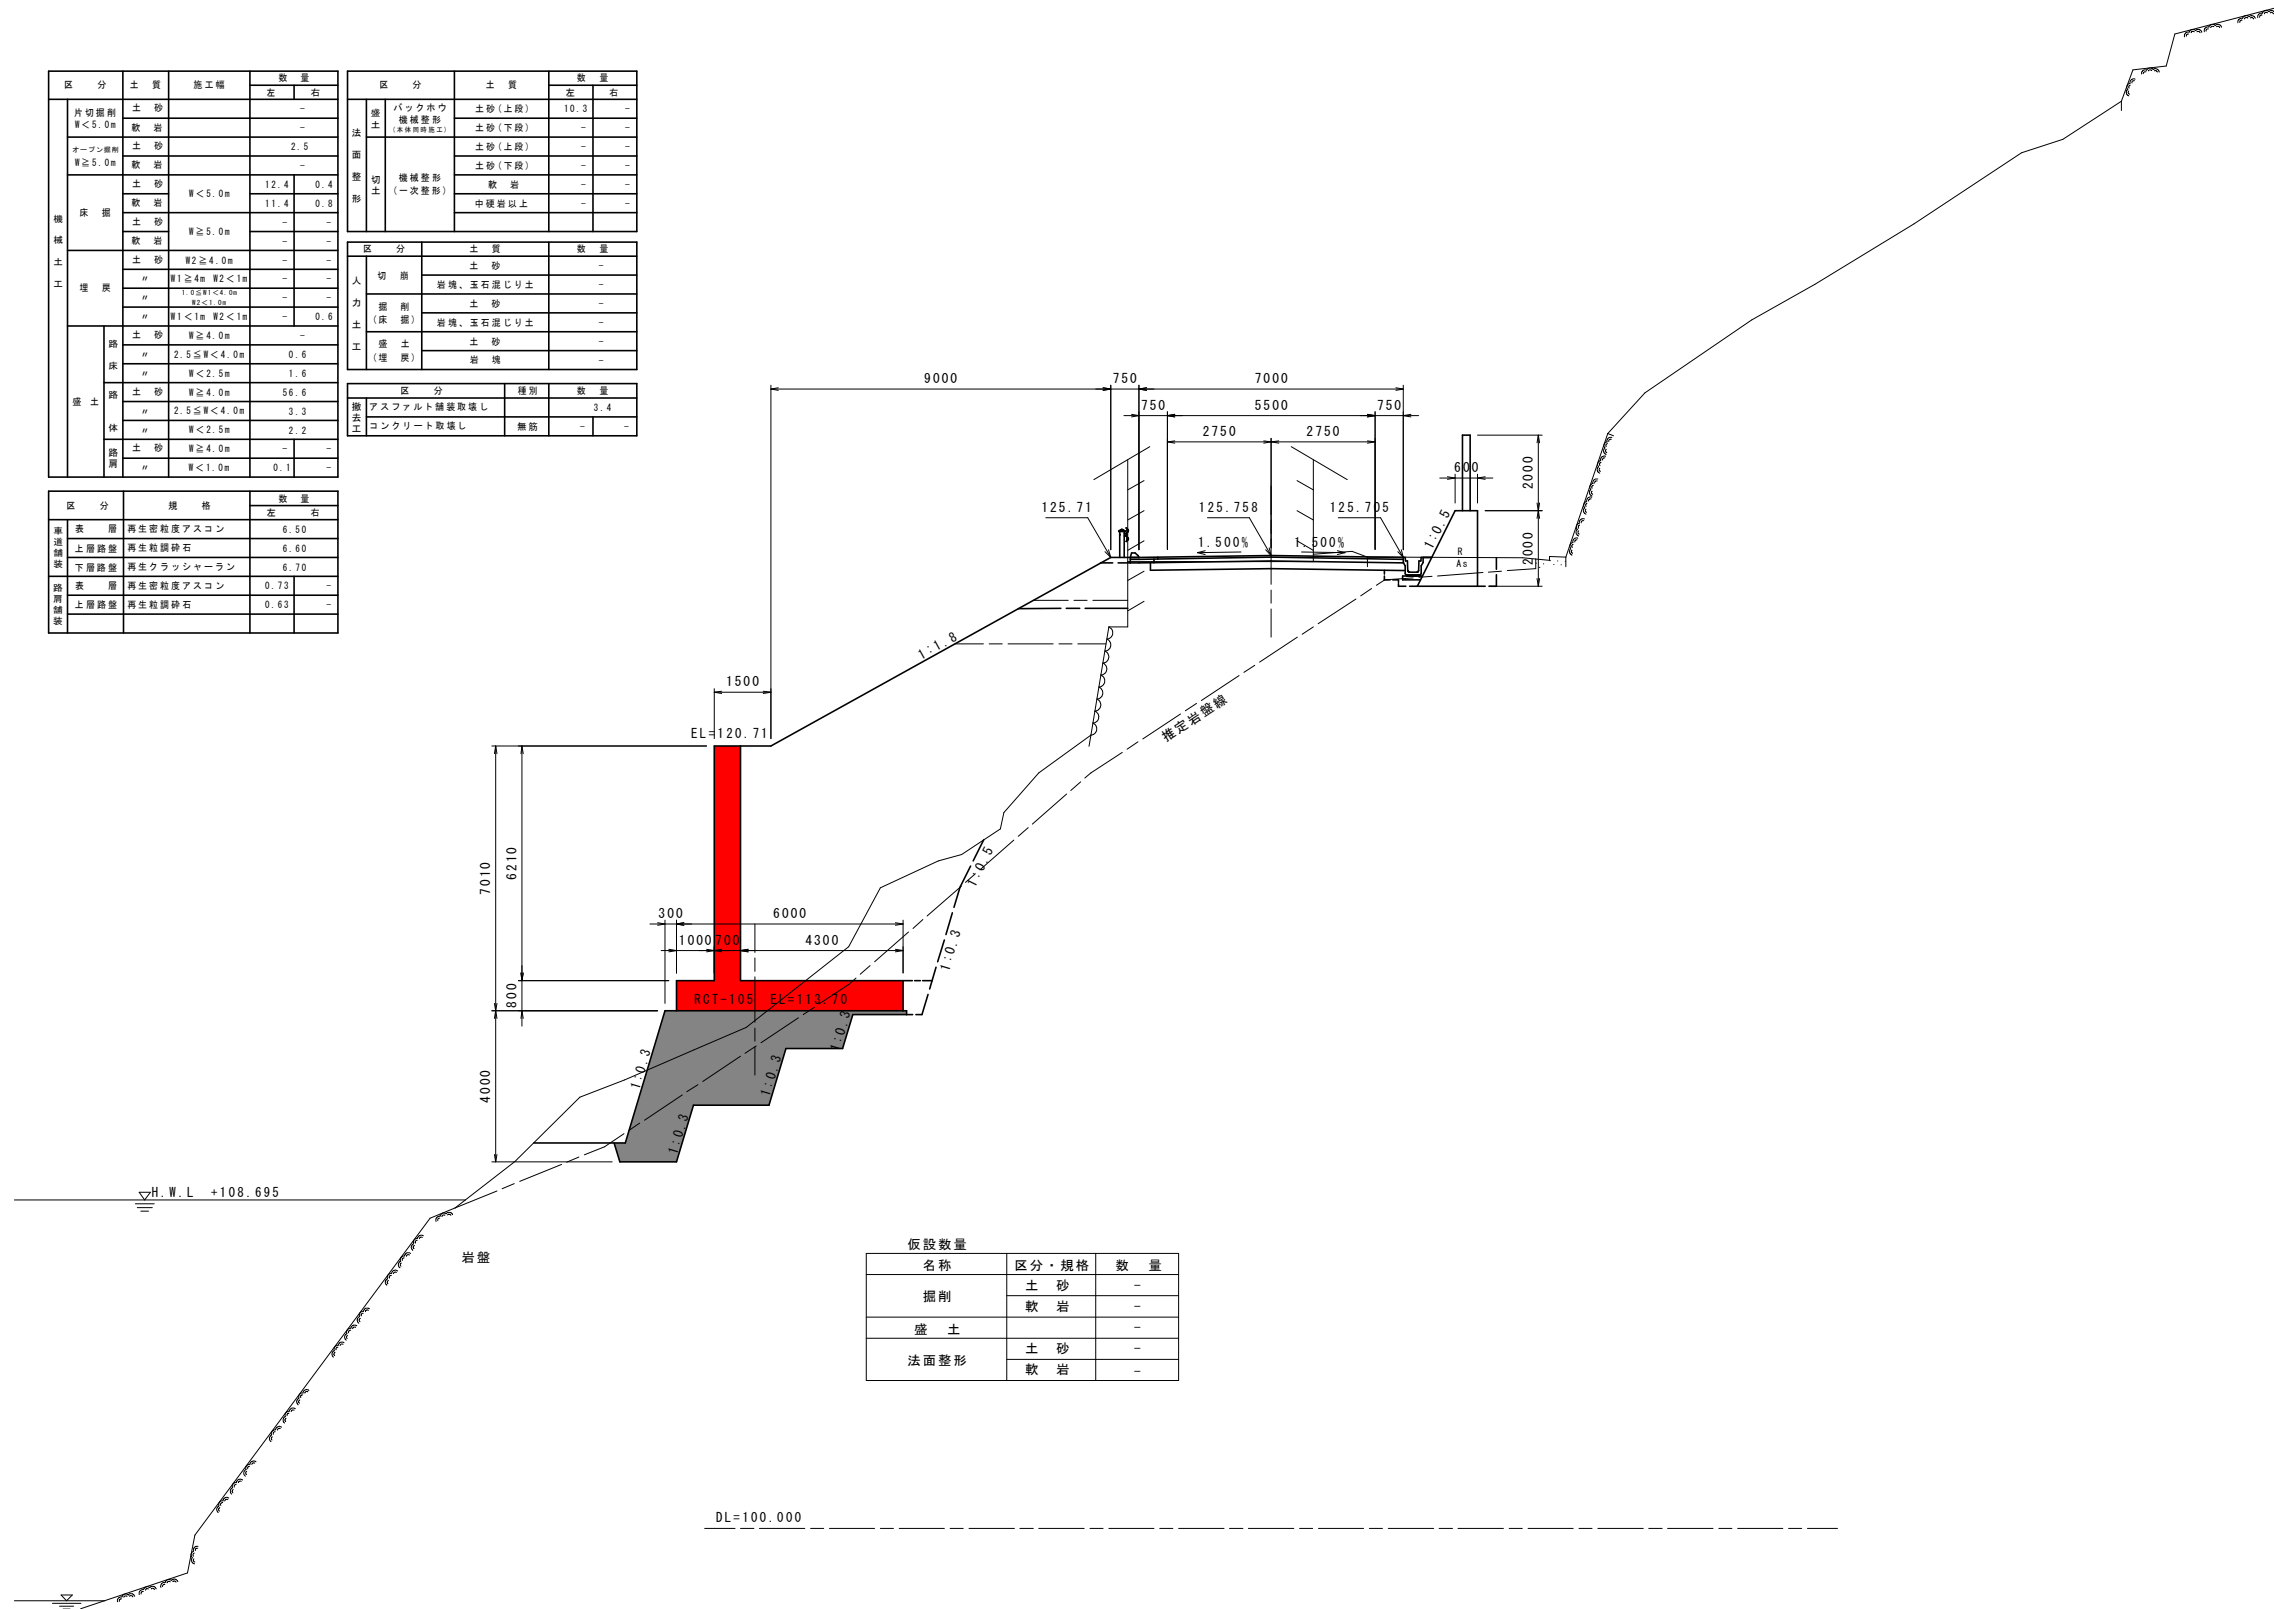 区 分 土 質 施工幅 数 量
左 右
機械土工
片切掘削 W<5.0m 土 砂 -
軟 岩 -
オープン掘削 W≧5.0m 土 砂 2.5
軟 岩 -
床 掘 土 砂 W<5.0m 12.4 0.4
軟 岩 11.4 0.8
土 砂 W≧5.0m - -
軟 岩 - -
埋 戻 土 砂 W2≧4.0m - -
〃 W1≧4m W2<1m - -
〃 1.0≦W1<4.0m W2<1.0m - -
〃 W1<1m W2<1m - 0.6
盛 土 路床 土 砂 W≧4.0m -
〃 2.5≦W<4.0m 0.6
〃 W<2.5m 1.6
路体 土 砂 W≧4.0m 56.6
〃 2.5≦W<4.0m 3.3
〃 W<2.5m 2.2
路肩 土 砂 W≧4.0m - -
〃 W<1.0m 0.1 -
区 分 土 質 数 量
左 右
法面整形
盛土 バックホウ 機械整形 (本体同時施工) 土砂(上段) 10.3 -
土砂(下段) - -
切土 機械整形 (一次整形) 土砂(上段) - -
土砂(下段) - -
軟 岩 - -
中硬岩以上 - -
区 分 土 質 数 量
人力土工
切 崩 土 砂 -
岩塊、玉石混じり土 -
掘 削 (床 掘) 土 砂 -
岩塊、玉石混じり土 -
盛 土 (埋 戻) 土 砂 -
岩 塊 -
区 分 種別 数 量
撤去工
アスファルト舗装取壊し 3.4
コンクリート取壊し 無筋 - -
区 分 規 格 数 量
左 右
車道舗装
表 層 再生密粒度アスコン 6.50
上層路盤 再生粒調砕石 6.60
下層路盤 再生クラッシャーラン 6.70
路肩舗装
表 層 再生密粒度アスコン 0.73 -
上層路盤 再生粒調砕石 0.63 -
9000 750 7000
750 5500 750
2750 2750
600
2000
125.71 125.758 125.705
1:0.5
1.500% 1.500%
R
As
2000
1:1.8
1500
EL=120.71
推定岩盤線
7010 6210
1:0.5
300 6000
1000 700 4300
1:0.3
800
RCT-105 EL=113.70
1:0.3
1:0.3
1:0.3
1:0.3
4000
H.W.L +108.695
岩盤
仮設数量
名称 区分・規格 数 量
掘削 土 砂 -
軟 岩 -
盛 土 -
法面整形 土 砂 -
軟 岩 -
DL=100.000